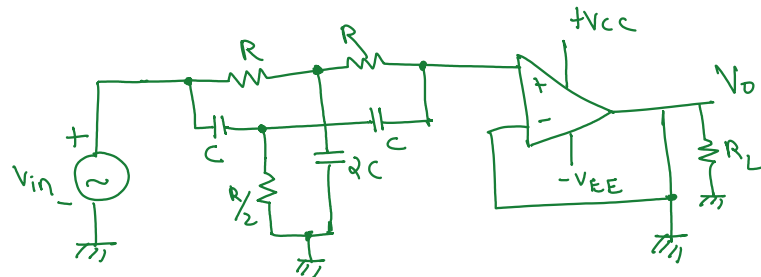 R
R
+VCC
+
-
Vo
C
C
+
Vin
-
R/2
2C
-VEE
RL